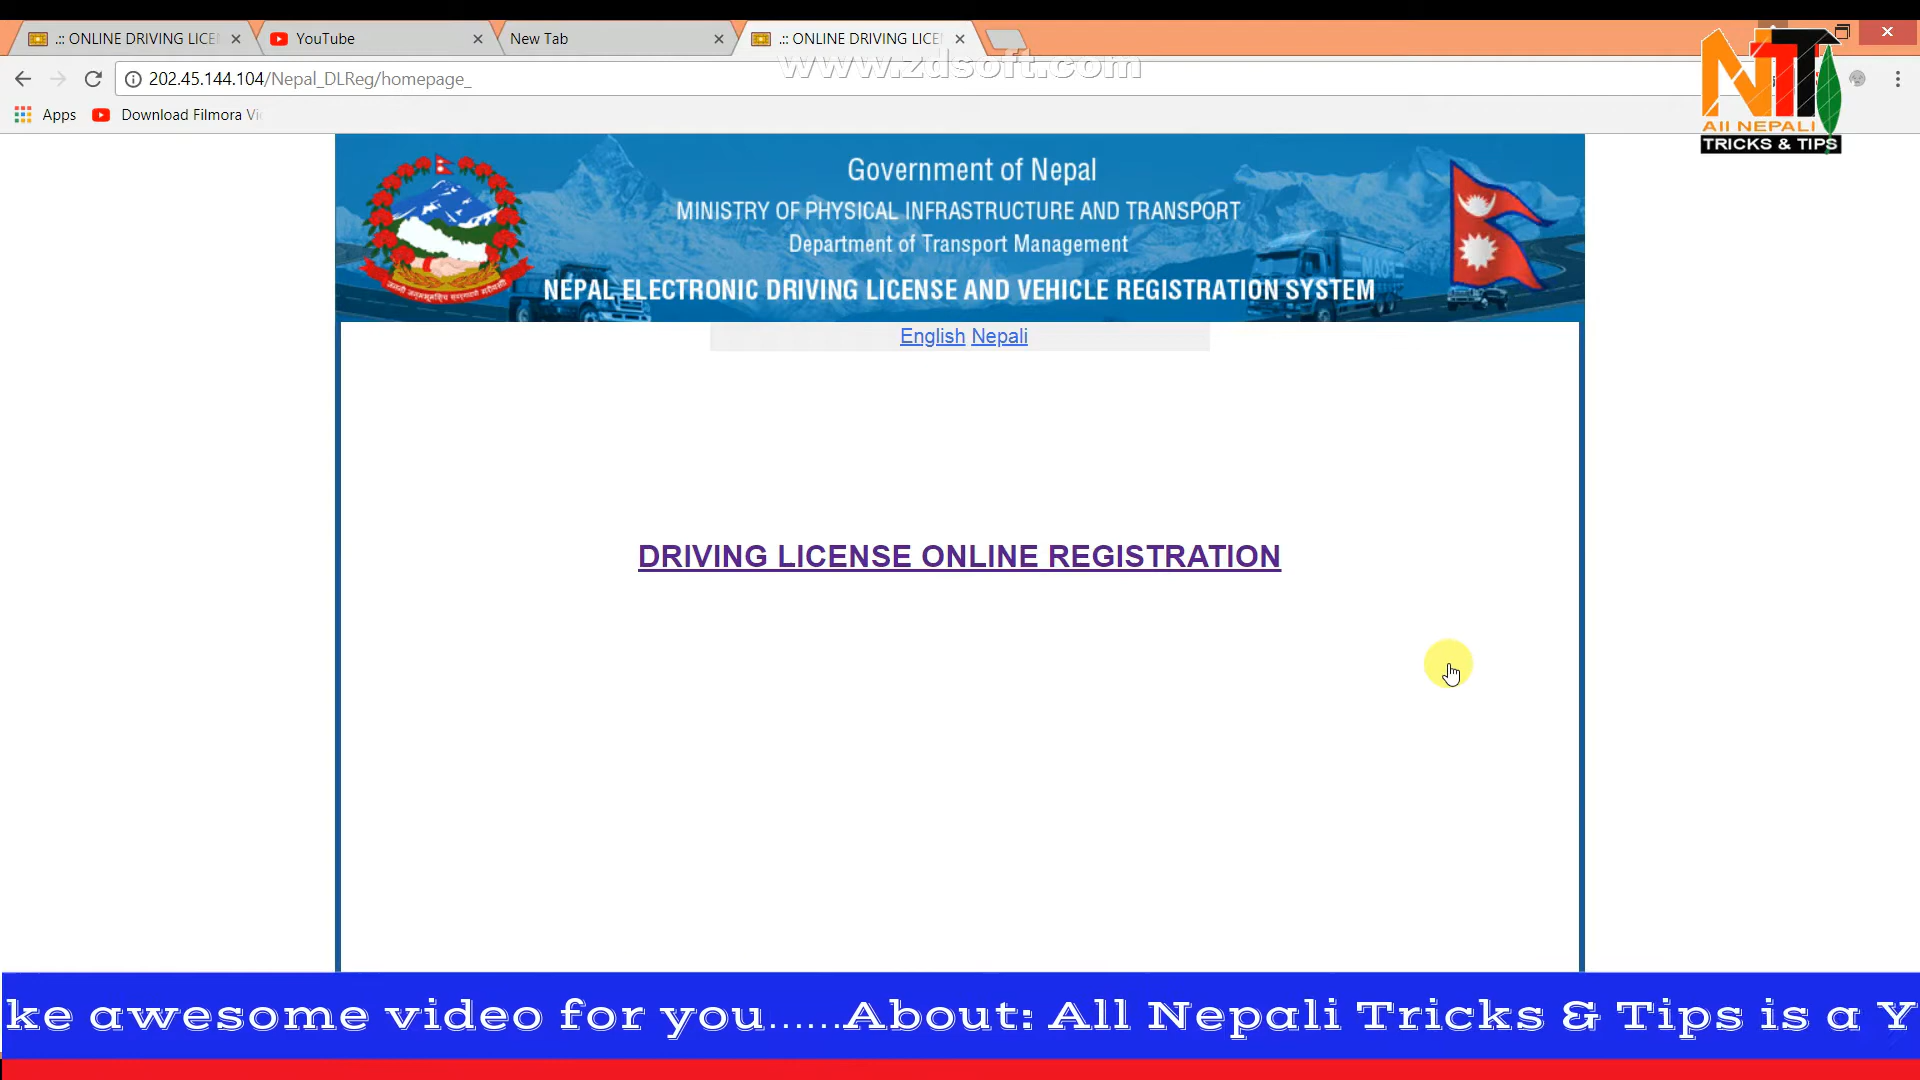 .:: ONLINE DRIVING LICE
YouTube
New Tab
.:: ONLINE DRIVING LICE
www.zdsoft.com
202.45.144.104/Nepal_DLReg/homepage_
Apps
Download Filmora Vi
NTT
All NEPALI
TRICKS & TIPS
Government of Nepal
MINISTRY OF PHYSICAL INFRASTRUCTURE AND TRANSPORT
Department of Transport Management
NEPAL ELECTRONIC DRIVING LICENSE AND VEHICLE REGISTRATION SYSTEM
English Nepali
DRIVING LICENSE ONLINE REGISTRATION
ke awesome video for you......About: All Nepali Tricks & Tips is a Y